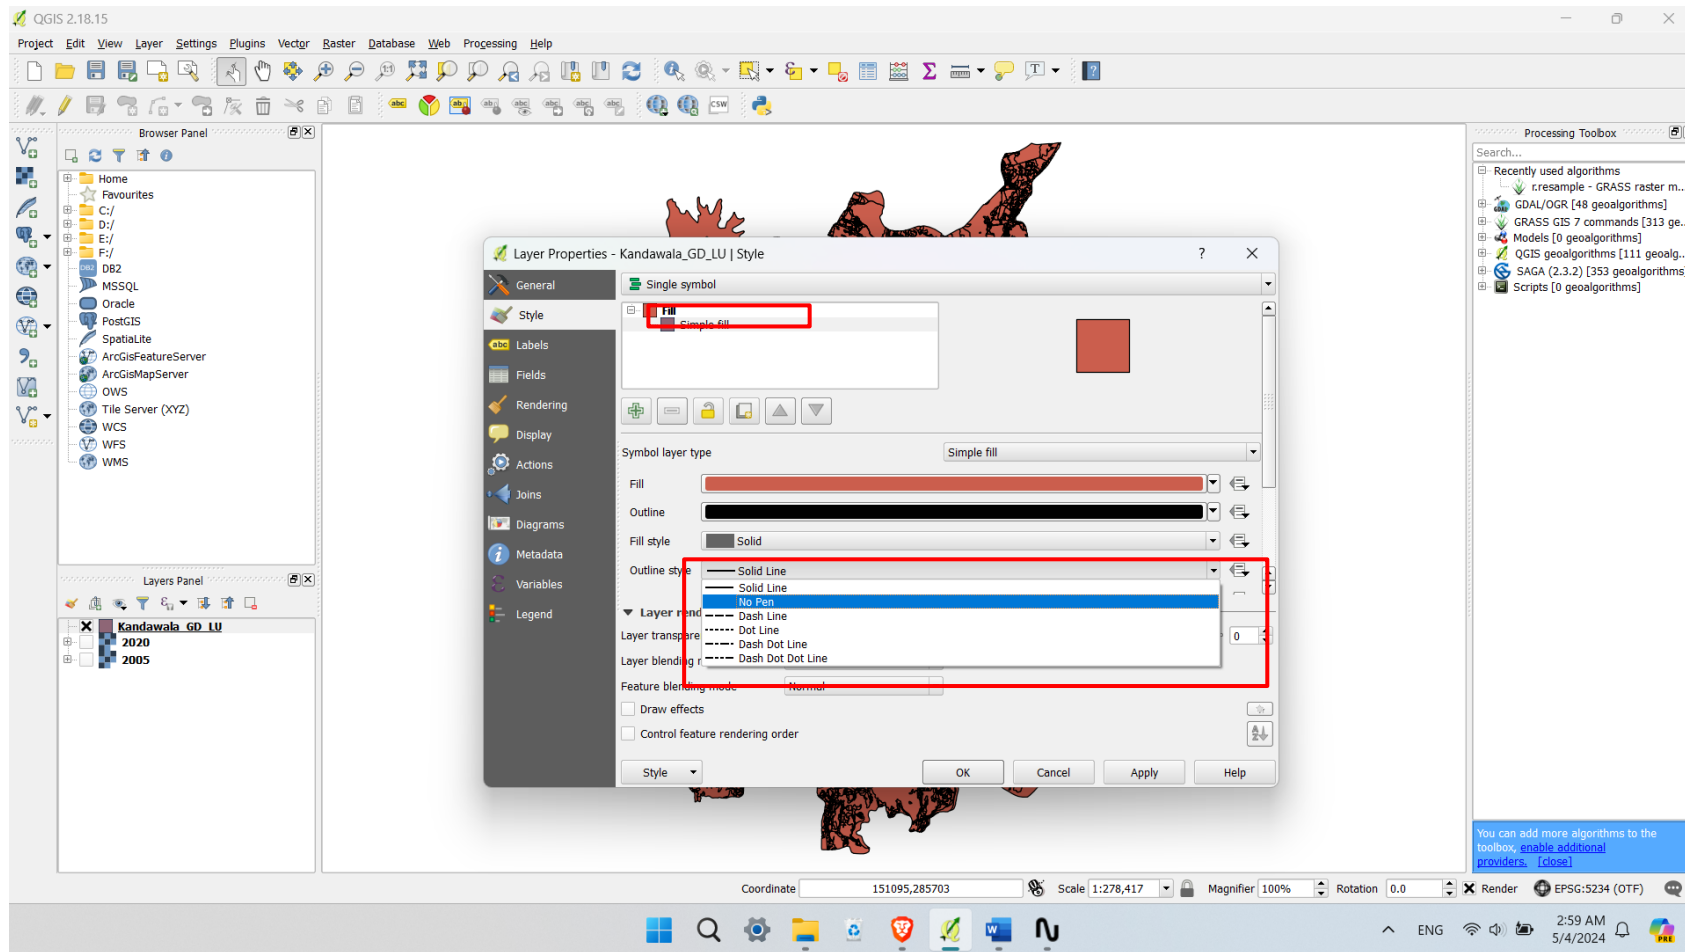 QGIS 2.18.15
Project Edit View Layer Settings Plugins Vector Raster Database Web Processing Help
Browser Panel
Home
Favourites
C:/
D:/
E:/
F:/
DB2
MSSQL
Oracle
PostGIS
SpatiaLite
ArcGisFeatureServer
ArcGisMapServer
OWS
Tile Server (XYZ)
WCS
WFS
WMS
Layers Panel
Kandawala_GD_LU
2020
2005
Layer Properties - Kandawala_GD_LU | Style
General
Style
Labels
Fields
Rendering
Display
Actions
Joins
Diagrams
Metadata
Variables
Legend
Single symbol
Fill
Simple fill
Symbol layer type Simple fill
Fill
Outline
Fill style Solid
Outline style Solid Line
Solid Line
No Pen
Dash Line
Dot Line
Dash Dot Line
Dash Dot Dot Line
Layer rend
Layer transpare 0
Layer blending
Feature blending mode Normal
Draw effects
Control feature rendering order
Style OK Cancel Apply Help
Processing Toolbox
Search...
Recently used algorithms
r.resample - GRASS raster m...
GDAL/OGR [48 geoalgorithms]
GRASS GIS 7 commands [313 ge...
Models [0 geoalgorithms]
QGIS geoalgorithms [111 geoalg...
SAGA (2.3.2) [353 geoalgorithms
Scripts [0 geoalgorithms]
You can add more algorithms to the
toolbox, enable additional
providers. [close]
Coordinate 151095,285703 Scale 1:278,417 Magnifier 100% Rotation 0.0 Render EPSG:5234 (OTF)
ENG 2:59 AM
5/4/2024